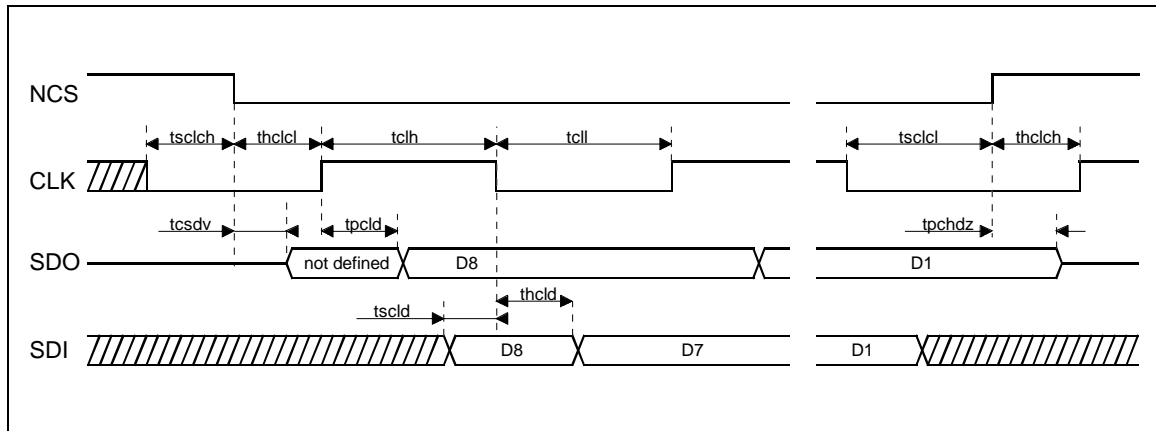 NCS
tsclch thclcl tclh tcll tsclcl thclch
CLK
tcsdv tpcld tpchdz
SDO not defined D8 D1
tscld thcld
SDI D8 D7 D1